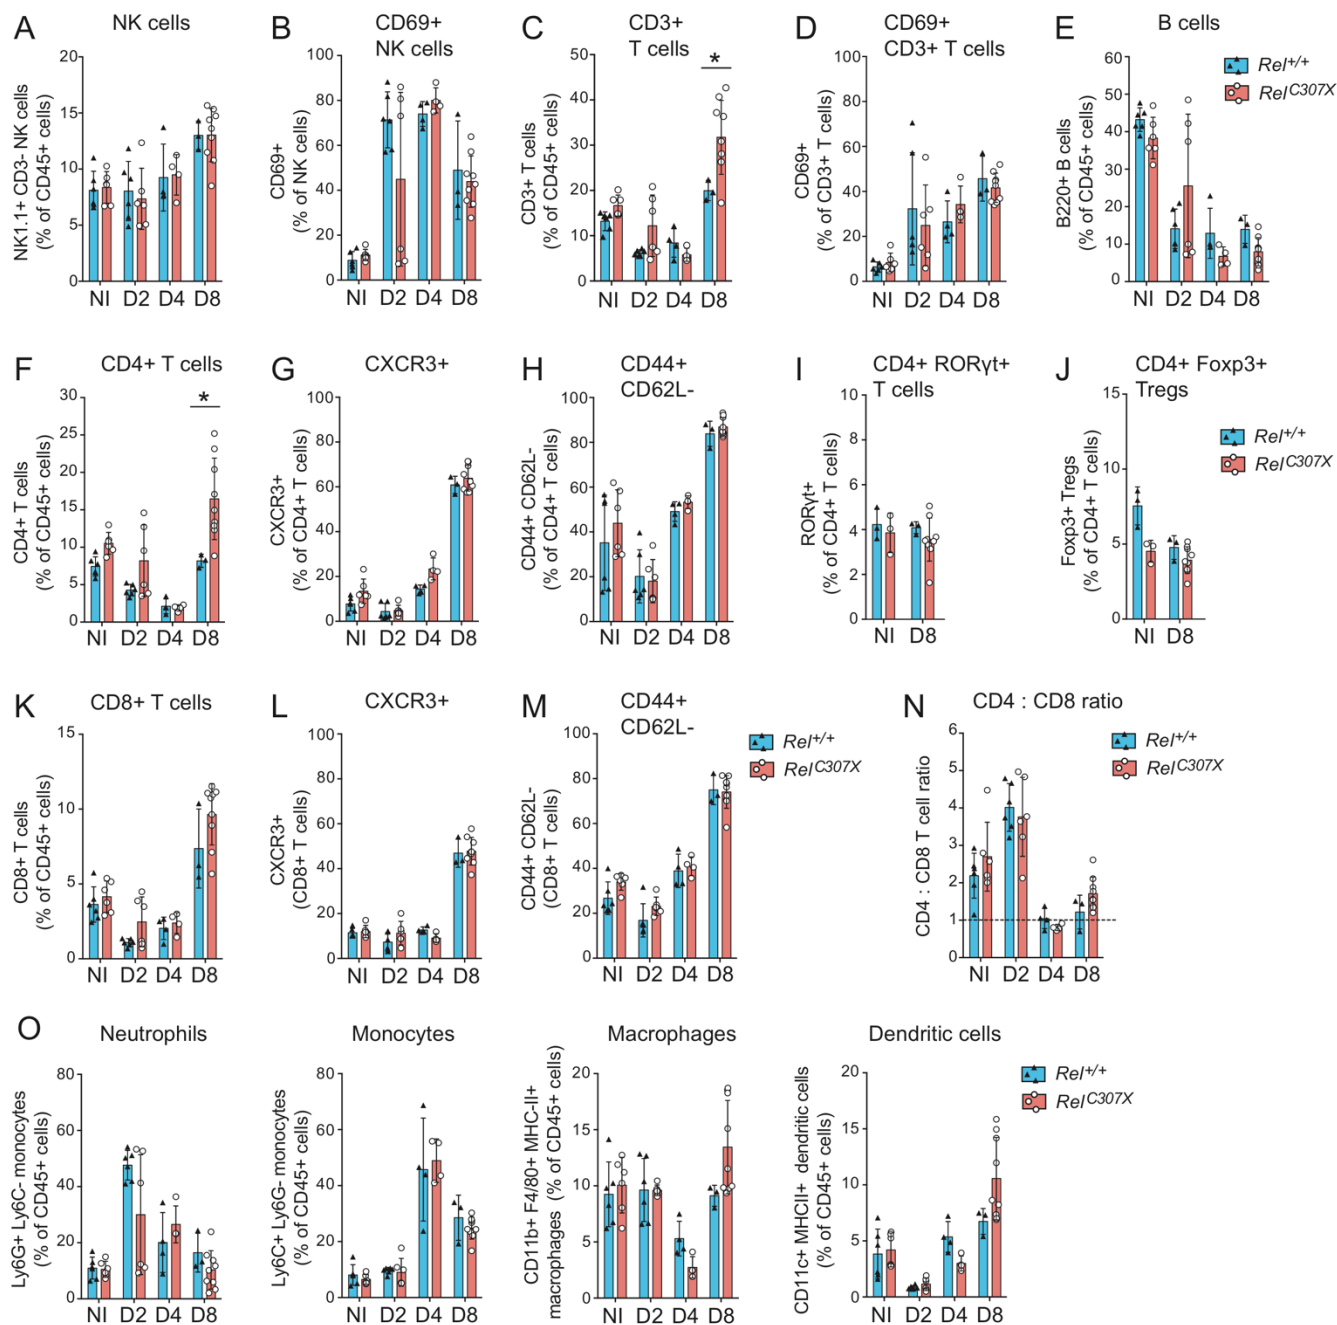 A NK cells
NK1.1+ CD3- NK cells
(% of CD45+ cells)
20
15
10
5
0
NI D2 D4 D8
B CD69+
NK cells
CD69+
(% of NK cells)
100
80
60
40
20
0
NI D2 D4 D8
C CD3+
T cells
CD3+ T cells
(% of CD45+ cells)
50
40
30
20
10
0
*
NI D2 D4 D8
D CD69+
CD3+ T cells
CD69+
(% of CD3+ T cells)
100
80
60
40
20
0
NI D2 D4 D8
E B cells
B220+ B cells
(% of CD45+ cells)
60
50
40
30
20
10
0
NI D2 D4 D8
Rel+/+
RelC307X
F CD4+ T cells
CD4+ T cells
(% of CD45+ cells)
30
25
20
15
10
5
0
*
NI D2 D4 D8
G CXCR3+
CXCR3+
(% of CD4+ T cells)
100
80
60
40
20
0
NI D2 D4 D8
H CD44+
CD62L-
CD44+ CD62L-
(% of CD4+ T cells)
100
80
60
40
20
0
NI D2 D4 D8
I CD4+ RORγt+
T cells
RORγt+
(% of CD4+ T cells)
10
8
6
4
2
0
NI D8
J CD4+ Foxp3+
Tregs
Foxp3+ Tregs
(% of CD4+ T cells)
15
10
5
0
NI D8
Rel+/+
RelC307X
K CD8+ T cells
CD8+ T cells
(% of CD45+ cells)
15
10
5
0
NI D2 D4 D8
L CXCR3+
CXCR3+
(CD8+ T cells)
100
80
60
40
20
0
NI D2 D4 D8
M CD44+
CD62L-
CD44+ CD62L-
(CD8+ T cells)
100
80
60
40
20
0
NI D2 D4 D8
Rel+/+
RelC307X
N CD4 : CD8 ratio
CD4 : CD8 T cell ratio
6
5
4
3
2
1
0
NI D2 D4 D8
Rel+/+
RelC307X
O Neutrophils
Ly6G+ Ly6C- monocytes
(% of CD45+ cells)
80
60
40
20
0
NI D2 D4 D8
Monocytes
Ly6C+ Ly6G- monocytes
(% of CD45+ cells)
80
60
40
20
0
NI D2 D4 D8
Macrophages
CD11b+ F4/80+ MHC-II+
macrophages (% of CD45+ cells)
20
15
10
5
0
NI D2 D4 D8
Dendritic cells
CD11c+ MHCII+ dendritic cells
(% of CD45+ cells)
20
15
10
5
0
NI D2 D4 D8
Rel+/+
RelC307X